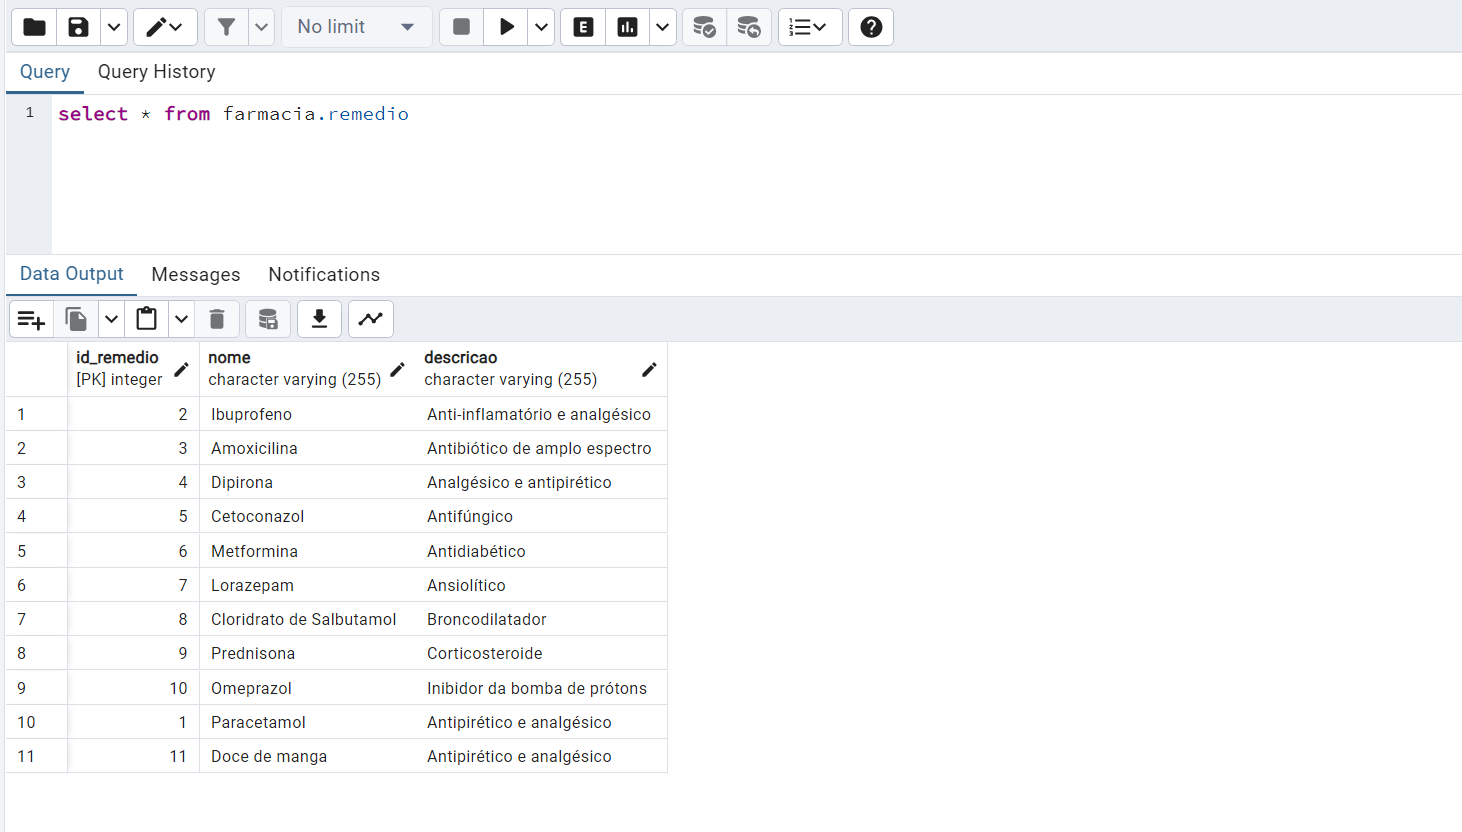 No limit
E
Query Query History
1 select * from farmacia.remedio
Data Output Messages Notifications
id_remedio nome descricao
[PK] integer character varying (255) character varying (255)
1 2 Ibuprofeno Anti-inflamatório e analgésico
2 3 Amoxicilina Antibiótico de amplo espectro
3 4 Dipirona Analgésico e antipirético
4 5 Cetoconazol Antifúngico
5 6 Metformina Antidiabético
6 7 Lorazepam Ansiolítico
7 8 Cloridrato de Salbutamol Broncodilatador
8 9 Prednisona Corticosteroide
9 10 Omeprazol Inibidor da bomba de prótons
10 1 Paracetamol Antipirético e analgésico
11 11 Doce de manga Antipirético e analgésico